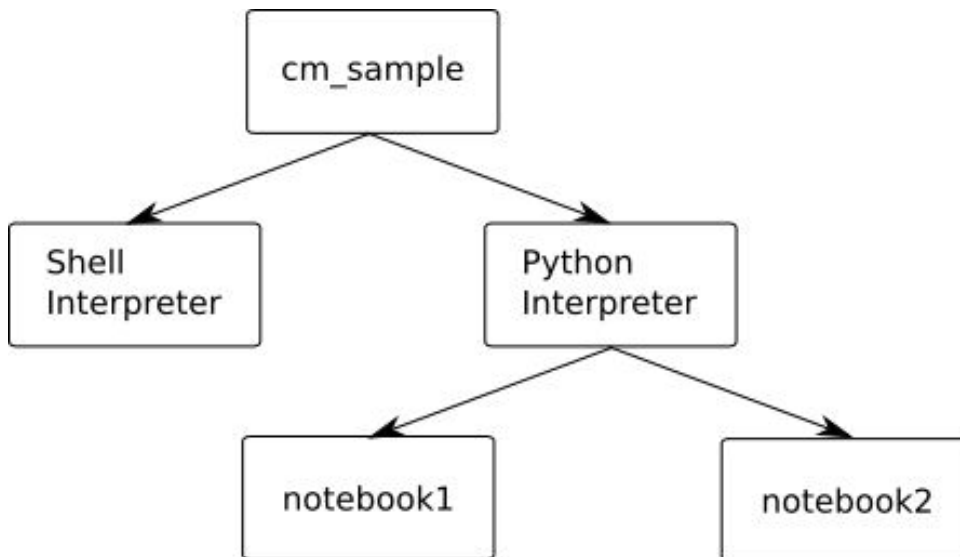 cm_sample
Shell
Interpreter
Python
Interpreter
notebook1
notebook2